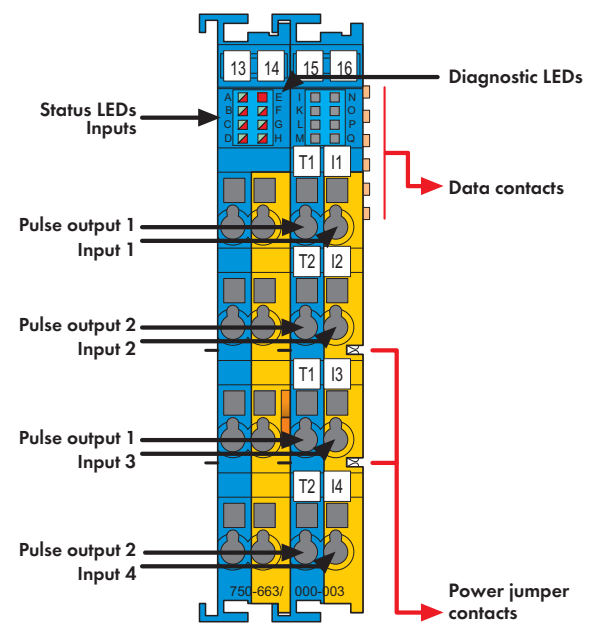 13 14 15 16
Diagnostic LEDs
A E I N
B F K O
C G L P
D H M Q
Status LEDs
Inputs
T1 I1
Data contacts
Pulse output 1
Input 1
T2 I2
Pulse output 2
Input 2
T1 I3
Pulse output 1
Input 3
T2 I4
Pulse output 2
Input 4
750-663/ 000-003
Power jumper
contacts